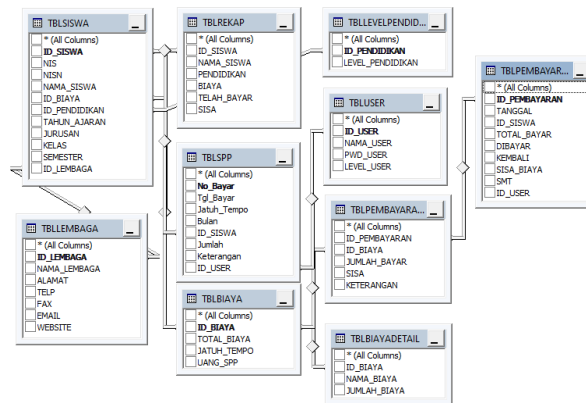 TBLSISWA
* (All Columns)
ID_SISWA
NIS
NISN
NAMA_SISWA
ID_BIAYA
ID_PENDIDIKAN
TAHUN_AJARAN
JURUSAN
KELAS
SEMESTER
ID_LEMBAGA
TBLREKAP
* (All Columns)
ID_SISWA
NAMA_SISWA
PENDIDIKAN
BIAYA
TELAH_BAYAR
SISA
TBLLEVELPENDID...
* (All Columns)
ID_PENDIDIKAN
LEVEL_PENDIDIKAN
TBLPEMBAYAR...
* (All Columns)
ID_PEMBAYARAN
TANGGAL
ID_SISWA
TOTAL_BAYAR
DIBAYAR
KEMBALI
SISA_BIAYA
SMT
ID_USER
TBLUSER
* (All Columns)
ID_USER
NAMA_USER
PWD_USER
LEVEL_USER
TBLSPP
* (All Columns)
No_Bayar
Tgl_Bayar
Jatuh_Tempo
Bulan
ID_SISWA
Jumlah
Keterangan
ID_USER
TBLPEMBAYARA...
* (All Columns)
ID_PEMBAYARAN
ID_BIAYA
JUMLAH_BAYAR
SISA
KETERANGAN
TBLLEMBAGA
* (All Columns)
ID_LEMBAGA
NAMA_LEMBAGA
ALAMAT
TELP
FAX
EMAIL
WEBSITE
TBLBIAYA
* (All Columns)
ID_BIAYA
TOTAL_BIAYA
JATUH_TEMPO
UANG_SPP
TBLBIAYADETAIL
* (All Columns)
ID_BIAYA
NAMA_BIAYA
JUMLAH_BIAYA